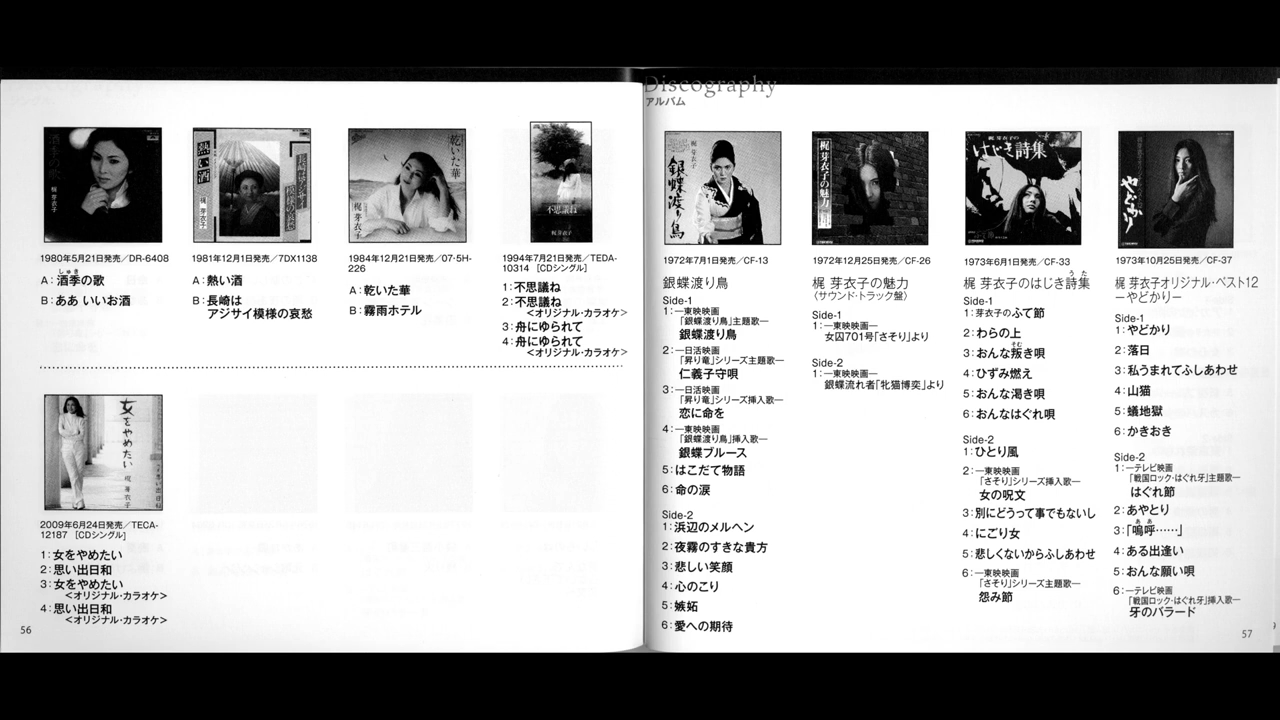 1980年5月21日発売／DR-6408
A：酒季の歌
しゅき
B：ああ いいお酒
1981年12月1日発売／7DX1138
A：熱い酒
B：長崎は
アジサイ模様の哀愁
1984年12月21日発売／07･5H-
226
A：乾いた華
B：霧雨ホテル
1994年7月21日発売／TEDA-
10314 ［CDシングル］
1：不思議ね
2：不思議ね
<オリジナル･カラオケ>
3：舟にゆられて
4：舟にゆられて
<オリジナル･カラオケ>
2009年6月24日発売／TECA-
12187 ［CDシングル］
1：女をやめたい
2：思い出日和
3：女をやめたい
<オリジナル･カラオケ>
4：思い出日和
<オリジナル･カラオケ>
56
Discography
アルバム
1972年7月1日発売／CF-13
銀蝶渡り鳥
Side-1
1：―東映映画
「銀蝶渡り鳥」主題歌―
銀蝶渡り鳥
2：―日活映画
「昇り竜」シリーズ主題歌―
仁義子守唄
3：―日活映画
「昇り竜」シリーズ挿入歌―
恋に命を
4：―東映映画
「銀蝶渡り鳥」挿入歌―
銀蝶ブルース
5：はこだて物語
6：命の涙
Side-2
1：浜辺のメルヘン
2：夜霧のすきな貴方
3：悲しい笑顔
4：心のこり
5：嫉妬
6：愛への期待
1972年12月25日発売／CF-26
梶 芽衣子の魅力
〈サウンド･トラック盤〉
Side-1
1：―東映映画―
女囚701号「さそり」より
Side-2
1：―東映映画―
銀蝶流れ者「牝猫博奕」より
1973年6月1日発売／CF-33
梶 芽衣子のはじき詩集
うた
Side-1
1：芽衣子のふて節
2：わらの上
3：おんな叛き唄
そむ
4：ひずみ燃え
5：おんな渇き唄
6：おんなはぐれ唄
Side-2
1：ひとり風
2：―東映映画
「さそり」シリーズ挿入歌―
女の呪文
3：別にどうって事でもないし
4：にごり女
5：悲しくないからふしあわせ
6：―東映映画
「さそり」シリーズ主題歌―
怨み節
1973年10月25日発売／CF-37
梶 芽衣子オリジナル･ベスト12
―やどかり―
Side-1
1：やどかり
2：落日
3：私うまれてふしあわせ
4：山猫
5：蟻地獄
6：かきおき
Side-2
1：―テレビ映画
「戦国ロック･はぐれ牙」主題歌―
はぐれ節
2：あやとり
ああ
3：「嗚呼……」
4：ある出逢い
5：おんな願い唄
6：―テレビ映画
「戦国ロック･はぐれ牙」挿入歌―
牙のバラード
57